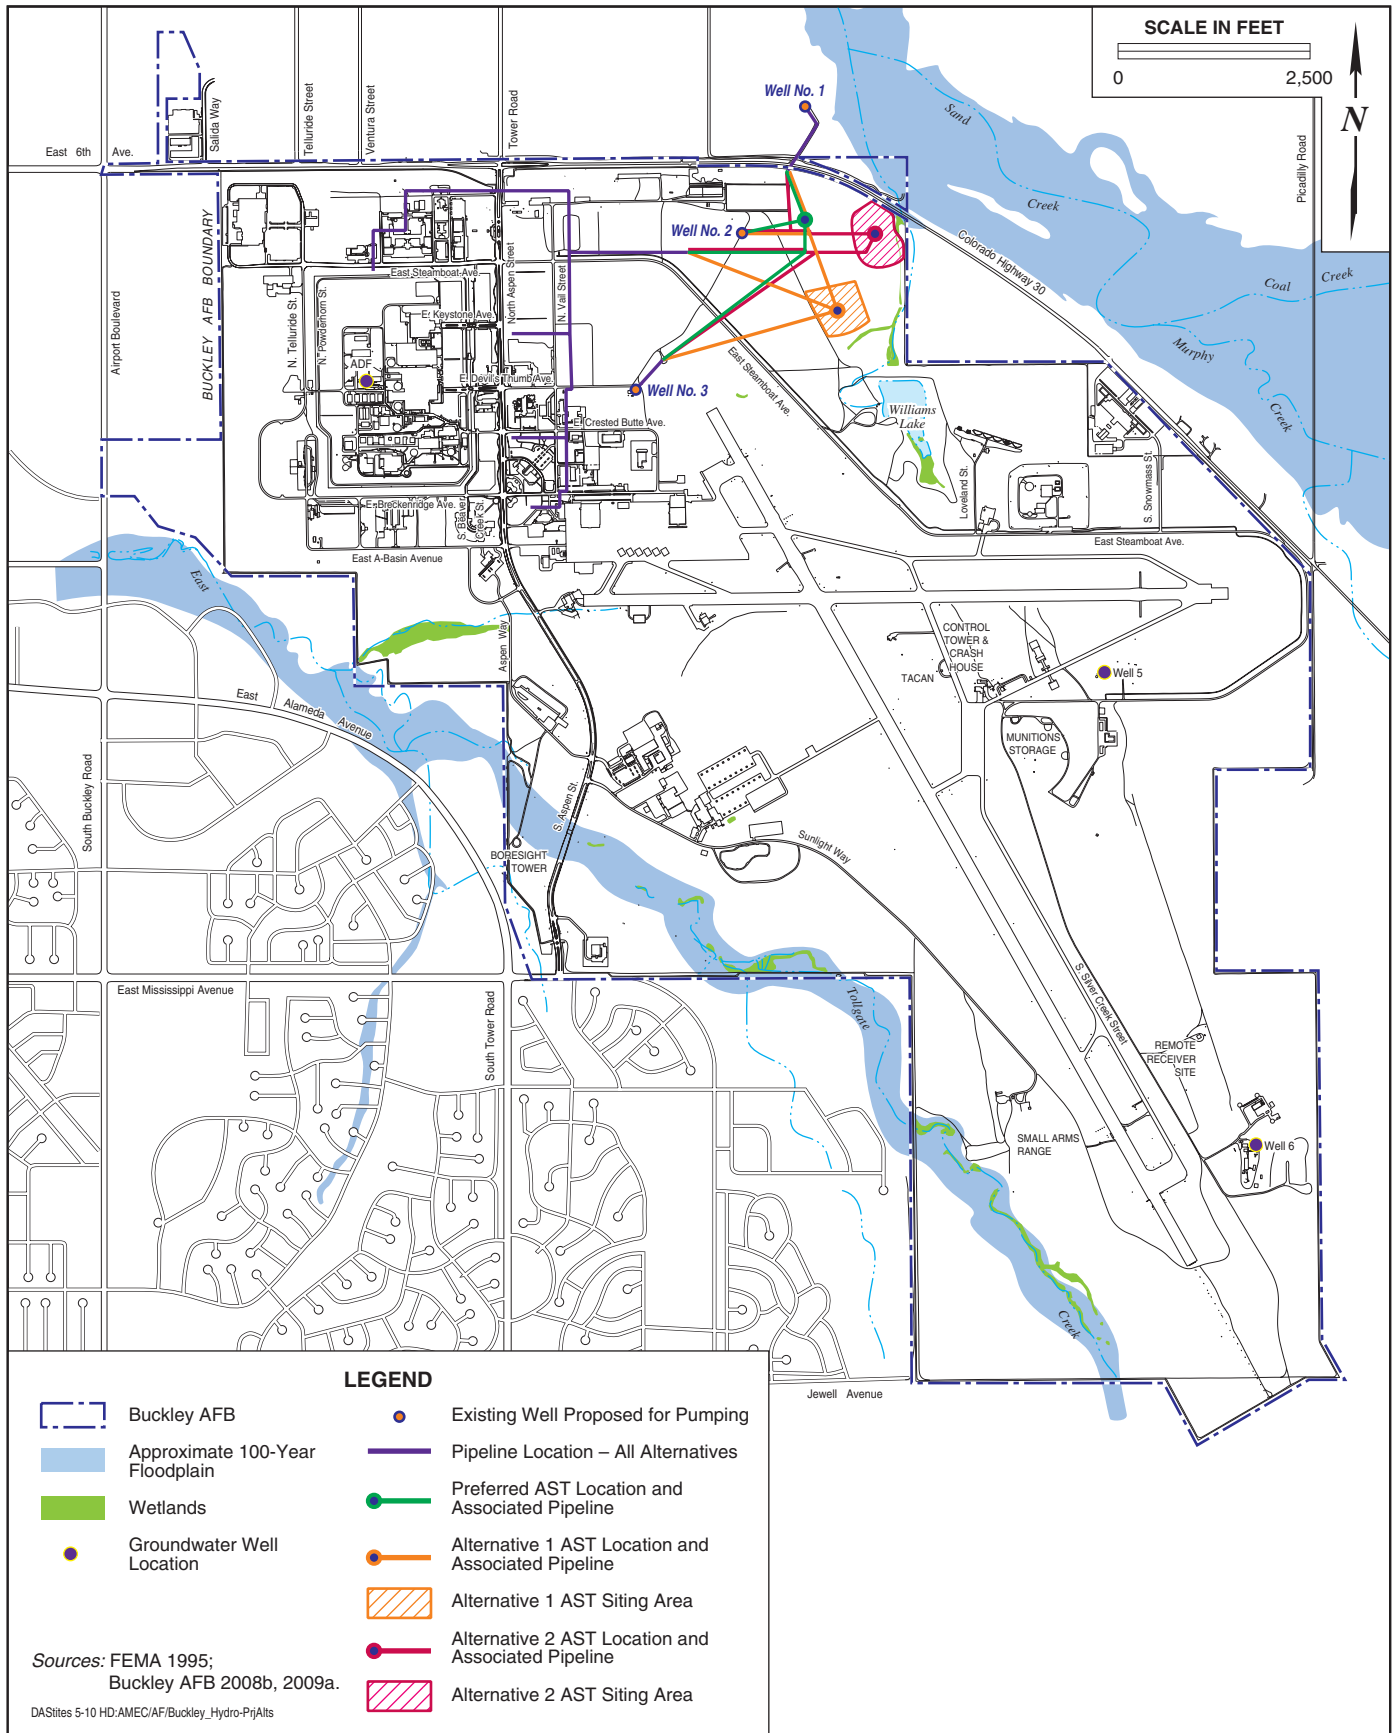 SCALE IN FEET
0 2,500
N
Well No. 1
Sand
Creek
Salida Way
Telluride Street
Ventura Street
Tower Road
Picadilly Road
East 6th Ave.
Well No. 2
Colorado Highway 30
Coal Creek
Murphy
Creek
Airport Boulevard
BUCKLEY AFB BOUNDARY
East Steamboat Ave.
North Aspen Street
N. Vail Street
N. Telluride St.
N. Powderhorn St.
E. Keystone Ave.
ADF
E. Devil's Thumb Ave.
East Steamboat Ave.
Well No. 3
E. Crested Butte Ave.
Williams
Lake
Loveland St.
S. Snowmass St.
E. Breckenridge Ave.
S. Beaver
Creek St.
East A-Basin Avenue
East Steamboat Ave.
East
Aspen Way
CONTROL
TOWER &
CRASH
HOUSE
TACAN
Well 5
East Alameda Avenue
MUNITIONS
STORAGE
South Buckley Road
S. Aspen St.
Sunlight Way
BORESIGHT
TOWER
East Mississippi Avenue
Tollgate
S. Silver Creek Street
South Tower Road
REMOTE
RECEIVER
SITE
SMALL ARMS
RANGE
Well 6
Creek
Jewell Avenue
LEGEND
Buckley AFB
Approximate 100-Year
Floodplain
Wetlands
Groundwater Well
Location
Existing Well Proposed for Pumping
Pipeline Location – All Alternatives
Preferred AST Location and
Associated Pipeline
Alternative 1 AST Location and
Associated Pipeline
Alternative 1 AST Siting Area
Alternative 2 AST Location and
Associated Pipeline
Alternative 2 AST Siting Area
Sources: FEMA 1995;
Buckley AFB 2008b, 2009a.
DAStites 5-10 HD:AMEC/AF/Buckley_Hydro-PrjAlts